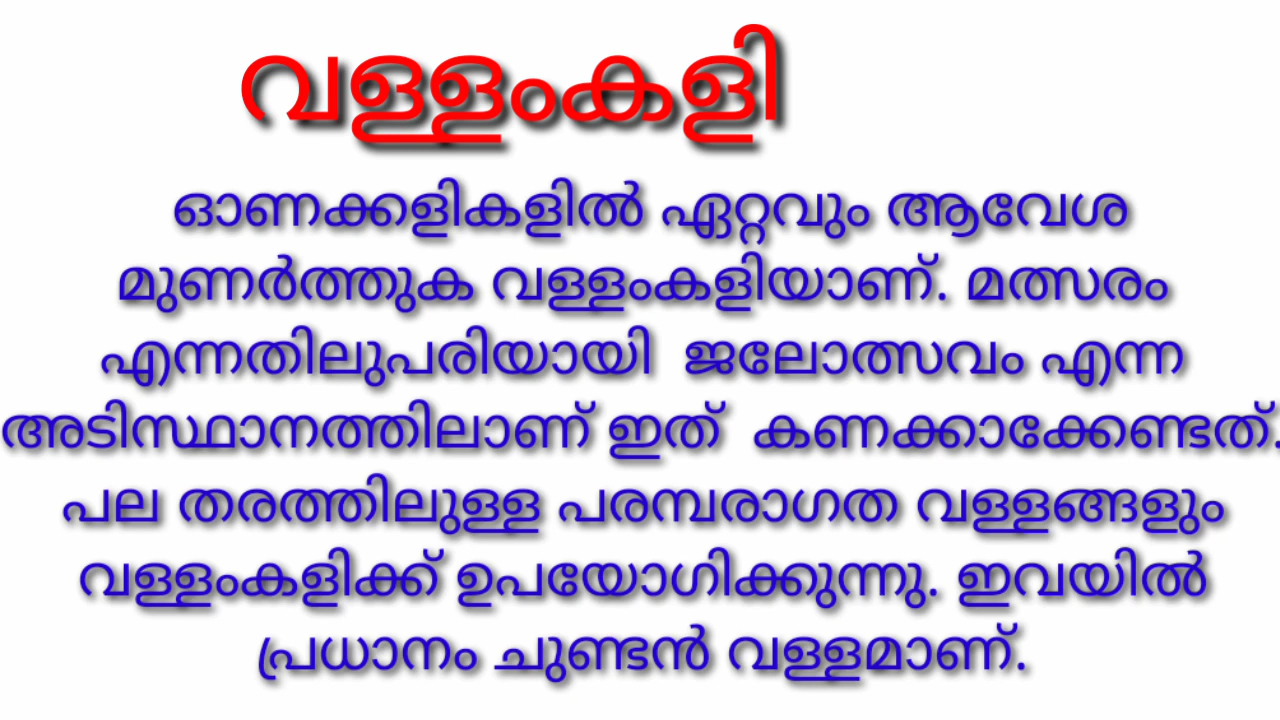 വള്ളംകളി
ഓണക്കളികളിൽ ഏറ്റവും ആവേശ
മുണർത്തുക വള്ളംകളിയാണ്. മത്സരം
എന്നതിലുപരിയായി ജലോത്സവം എന്ന
അടിസ്ഥാനത്തിലാണ് ഇത് കണക്കാക്കേണ്ടത്.
പല തരത്തിലുള്ള പരമ്പരാഗത വള്ളങ്ങളും
വള്ളംകളിക്ക് ഉപയോഗിക്കുന്നു. ഇവയിൽ
പ്രധാനം ചുണ്ടൻ വള്ളമാണ്.